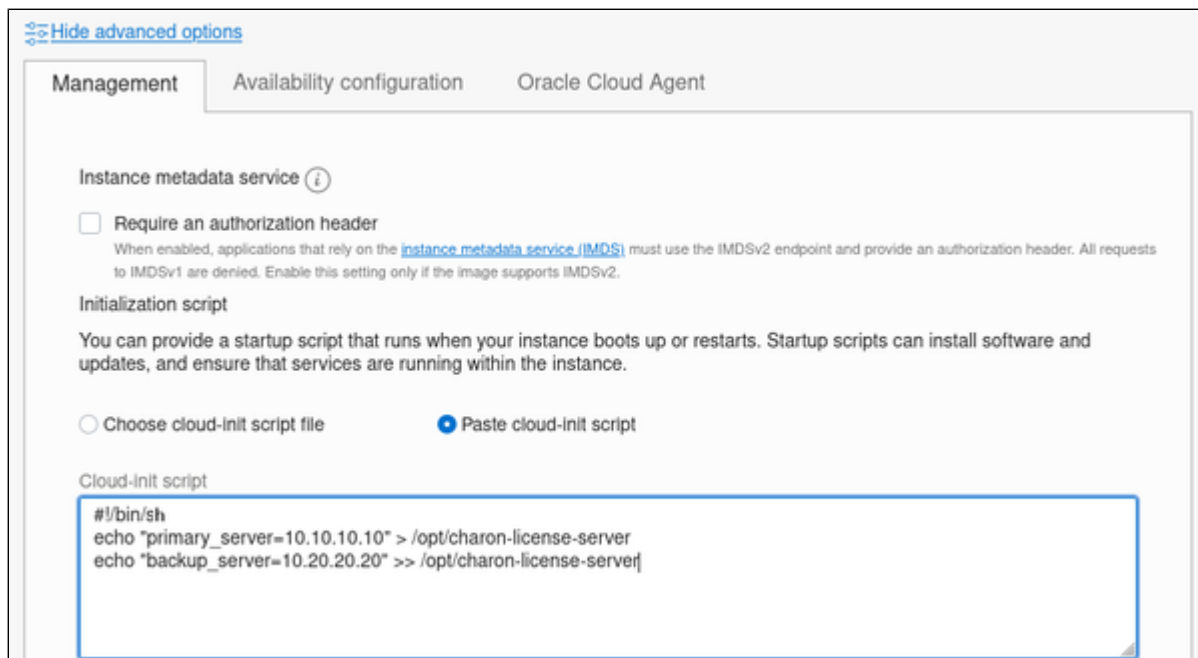 Hide advanced options
Management Availability configuration Oracle Cloud Agent
Instance metadata service i
Require an authorization header
When enabled, applications that rely on the instance metadata service (IMDS) must use the IMDSv2 endpoint and provide an authorization header. All requests
to IMDSv1 are denied. Enable this setting only if the image supports IMDSv2.
Initialization script
You can provide a startup script that runs when your instance boots up or restarts. Startup scripts can install software and
updates, and ensure that services are running within the instance.
Choose cloud-init script file Paste cloud-init script
Cloud-init script
#!/bin/sh
echo "primary_server=10.10.10.10" > /opt/charon-license-server
echo "backup_server=10.20.20.20" >> /opt/charon-license-server